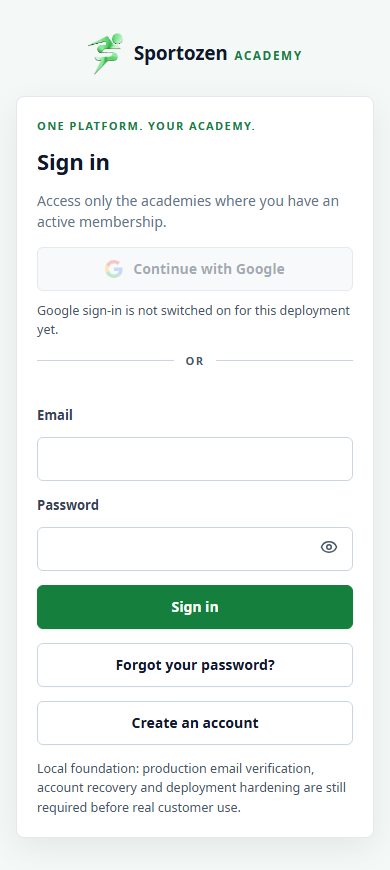 Sportozen ACADEMY
ONE PLATFORM. YOUR ACADEMY.
Sign in
Access only the academies where you have an
active membership.
Continue with Google
Google sign-in is not switched on for this deployment
yet.
OR
Email
Password
Sign in
Forgot your password?
Create an account
Local foundation: production email verification,
account recovery and deployment hardening are still
required before real customer use.